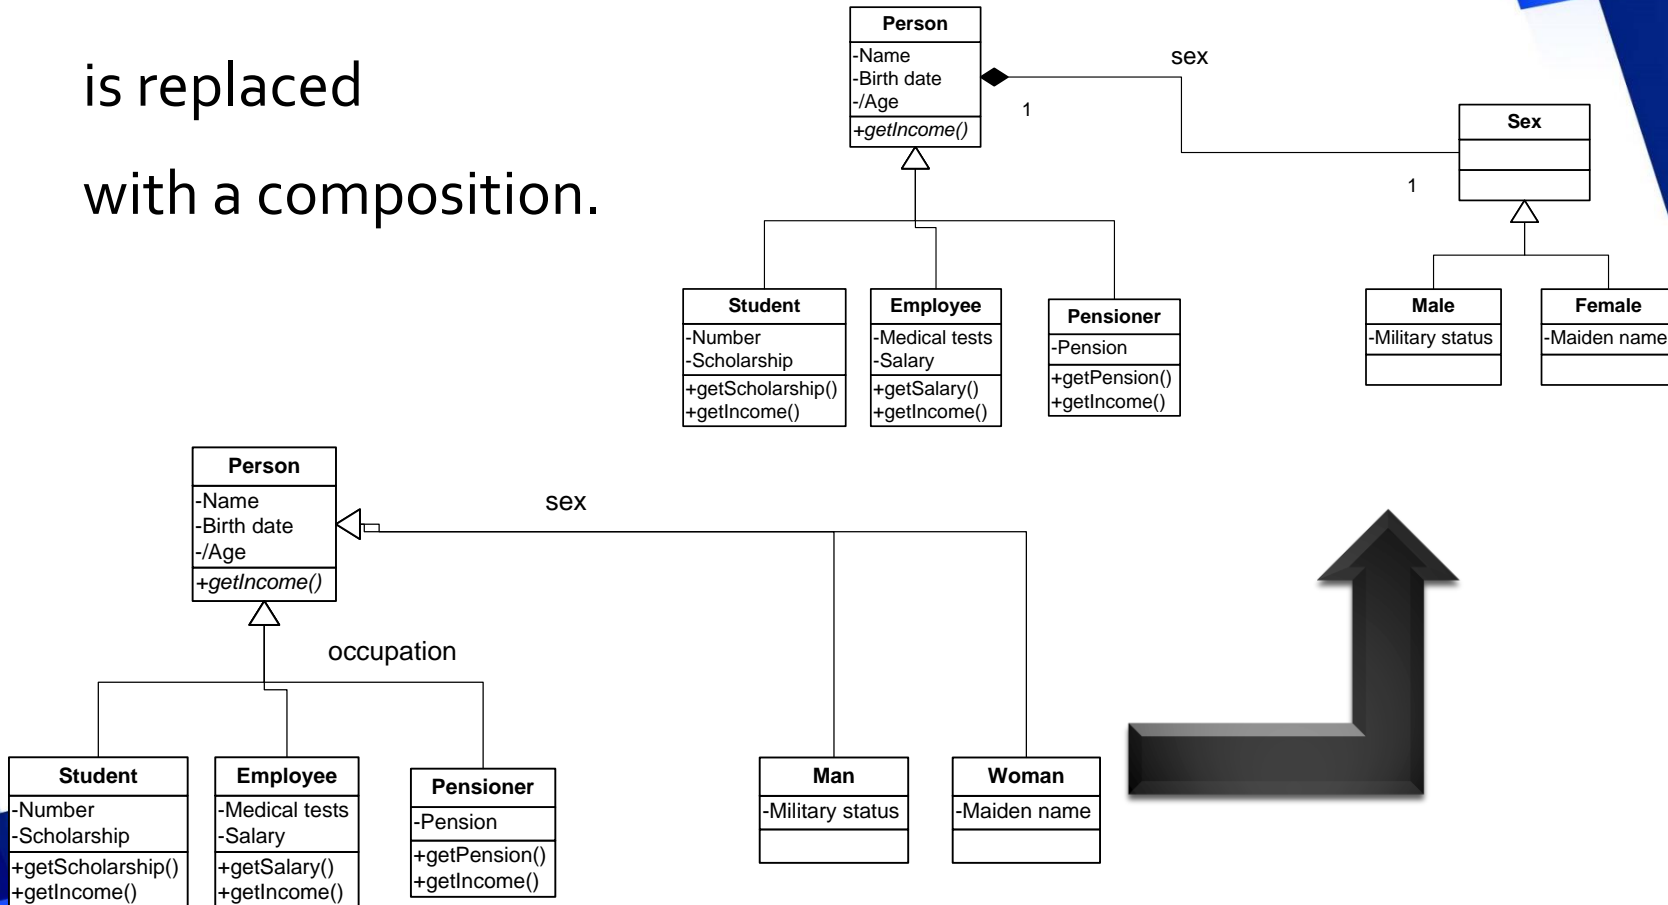 is replaced
with a composition.
Person
-Name
-Birth date
-/Age
+getIncome()
sex
1
1
Sex
Student
-Number
-Scholarship
+getScholarship()
+getIncome()
Employee
-Medical tests
-Salary
+getSalary()
+getIncome()
Pensioner
-Pension
+getPension()
+getIncome()
Male
-Military status
Female
-Maiden name
Person
-Name
-Birth date
-/Age
+getIncome()
sex
occupation
Student
-Number
-Scholarship
+getScholarship()
+getIncome()
Employee
-Medical tests
-Salary
+getSalary()
+getIncome()
Pensioner
-Pension
+getPension()
+getIncome()
Man
-Military status
Woman
-Maiden name